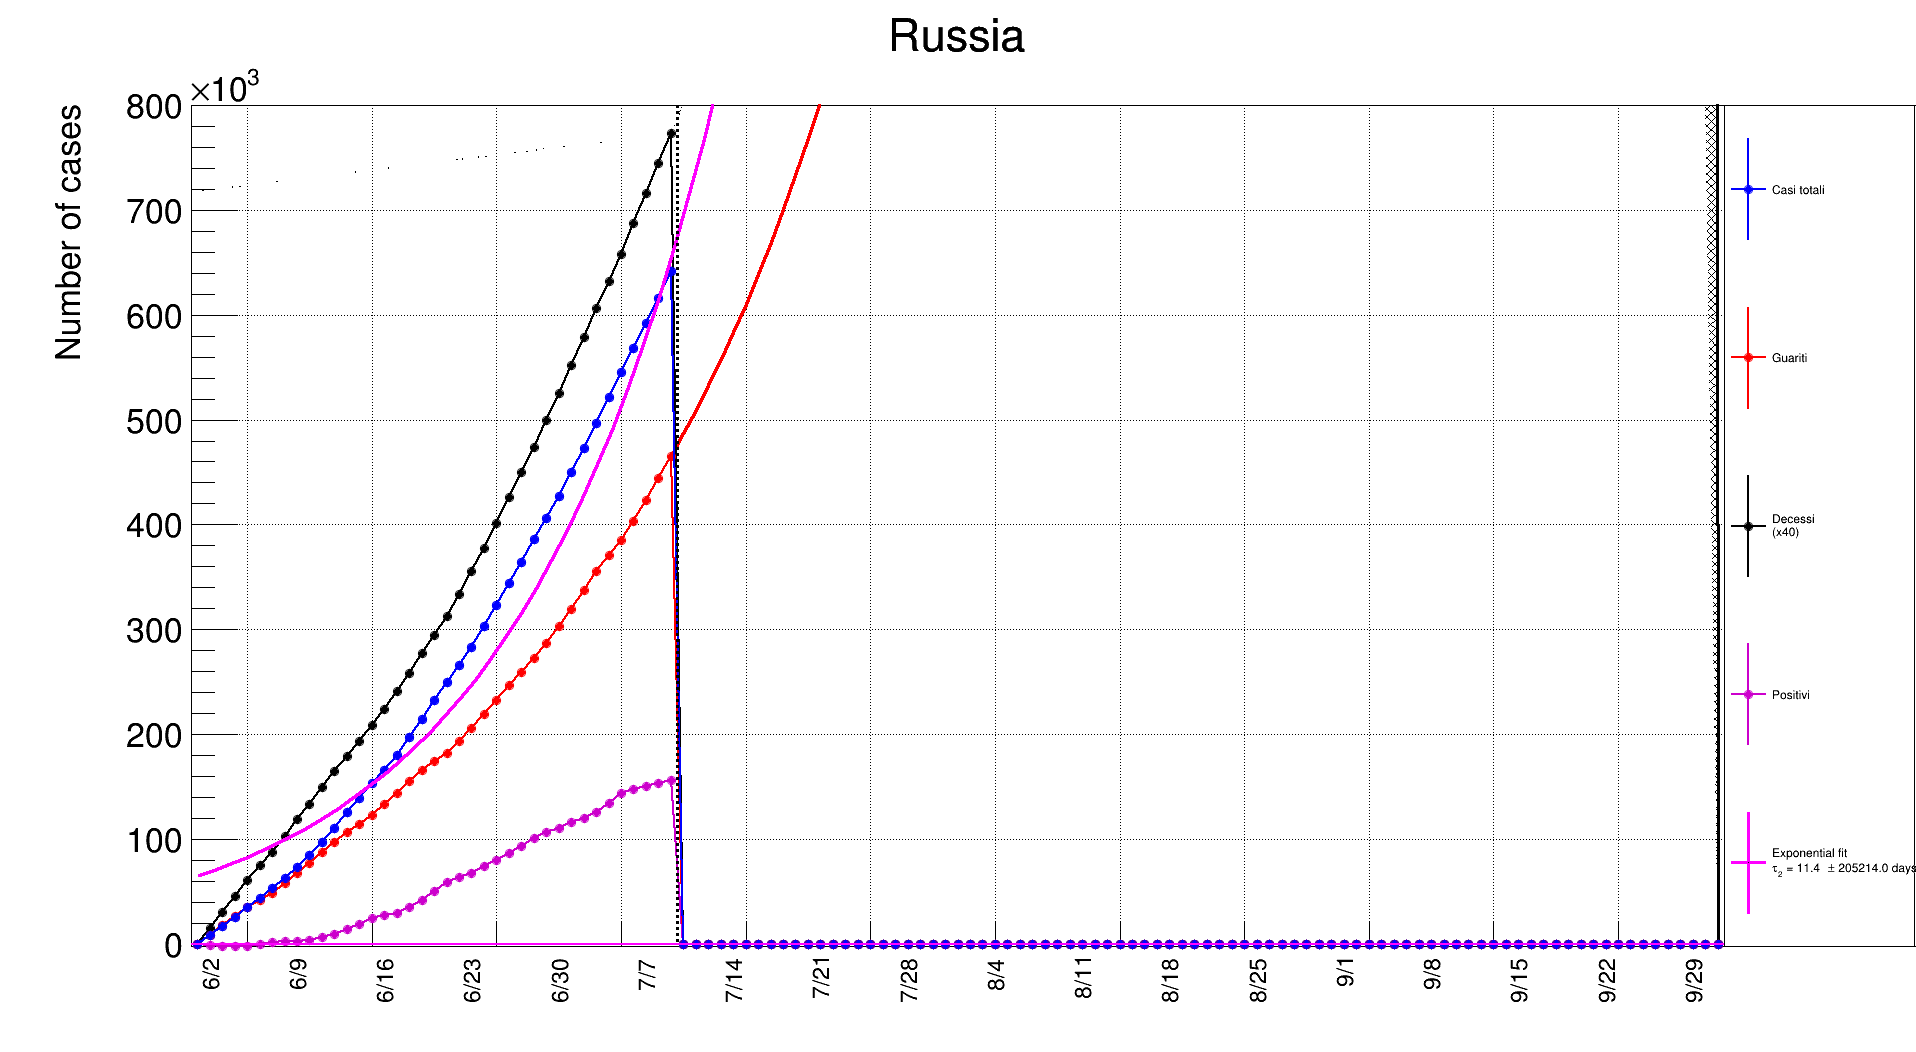 Russia
×10³
Number of cases
800
700
600
500
400
300
200
100
0
6/2 6/9 6/16 6/23 6/30 7/7 7/14 7/21 7/28 8/4 8/11 8/18 8/25 9/1 9/8 9/15 9/22 9/29
Casi totali
Guariti
Decessi
(x40)
Positivi
Exponential fit
τ₂ = 11.4 ± 205214.0 days